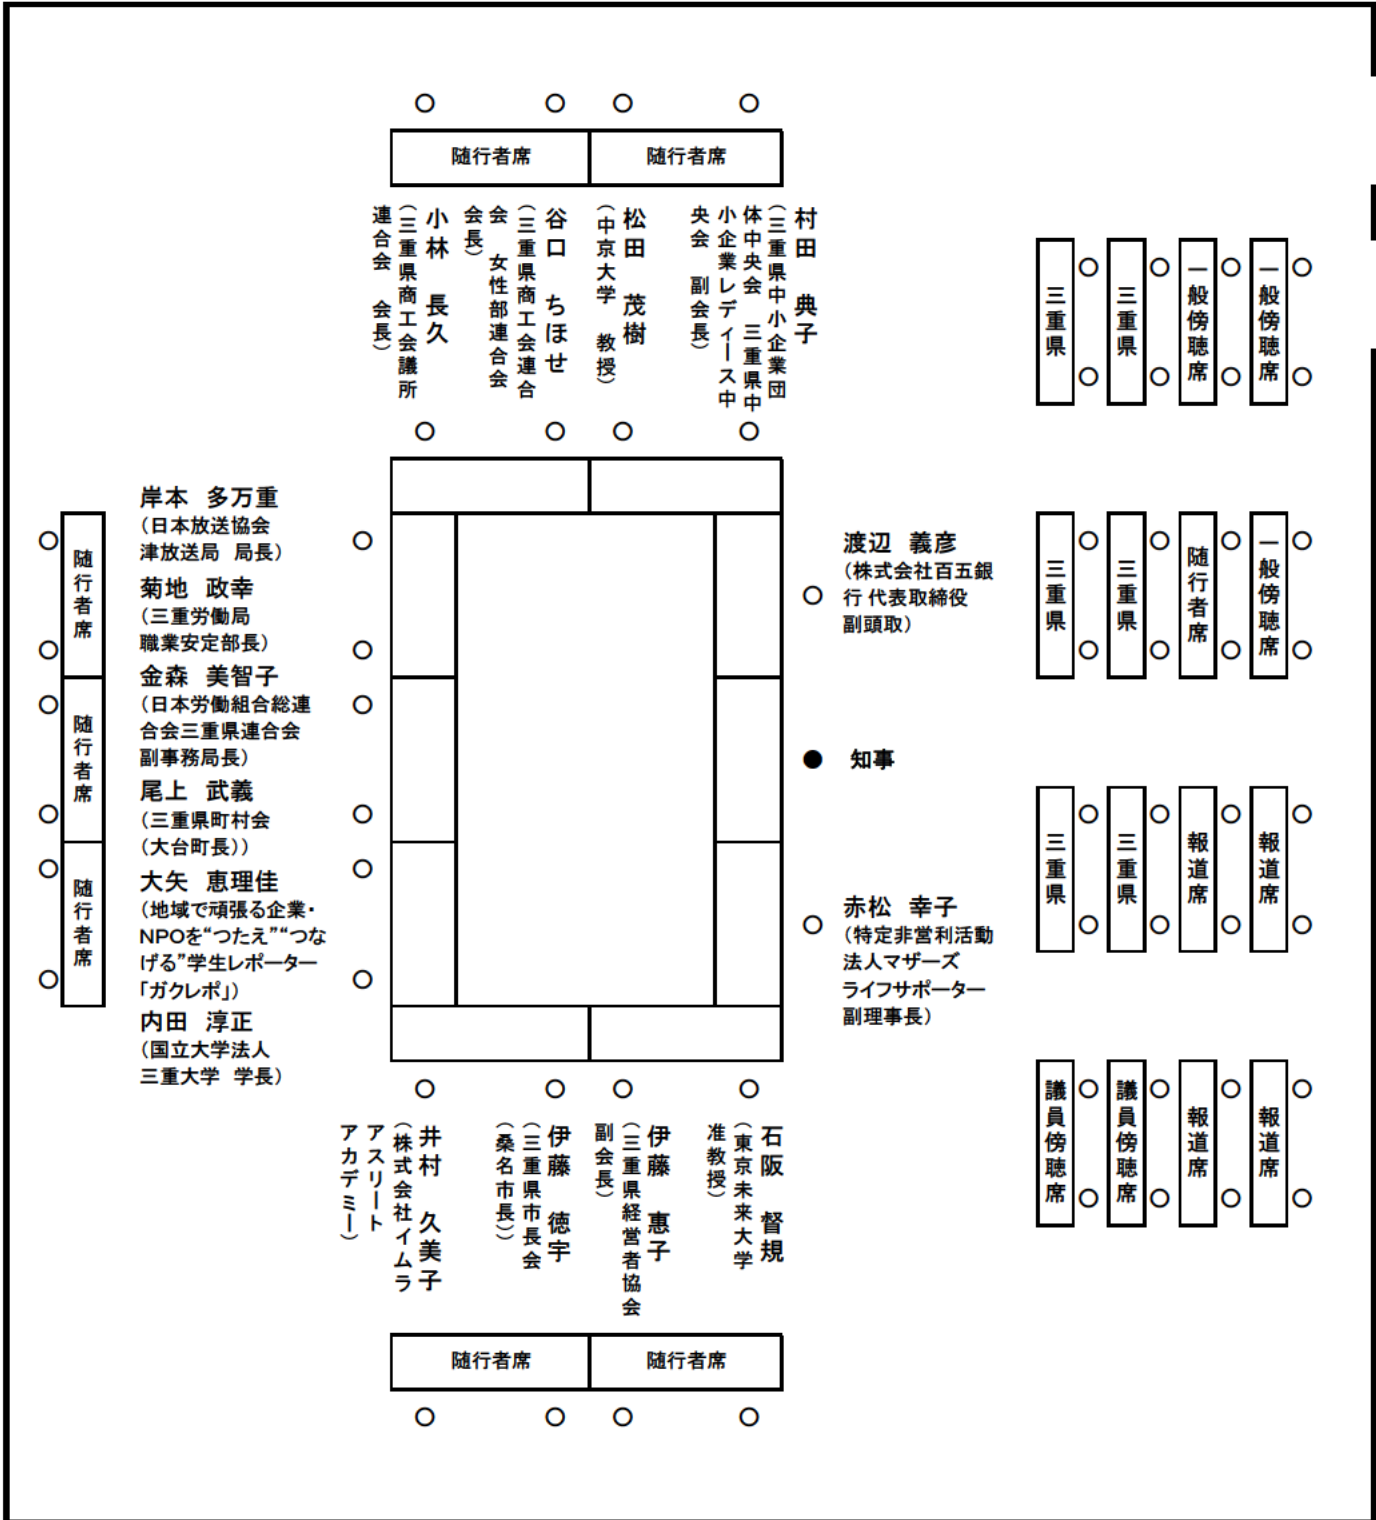 随行者席
随行者席
村田　典子
（三重県中小企業団
体中央会　三重県中
小企業レディース中
央会　副会長）
松田　茂樹
（中京大学　教授）
谷口　ちほせ
（三重県商工会連合
会　女性部連合会
会長）
小林　長久
（三重県商工会議所
連合会　会長）
岸本　多万重
（日本放送協会
津放送局　局長）
菊地　政幸
（三重労働局
職業安定部長）
金森　美智子
（日本労働組合総連
合会三重県連合会
副事務局長）
尾上　武義
（三重県町村会
（大台町長））
大矢　恵理佳
（地域で頑張る企業・
NPOを“つたえ”“つな
げる”学生レポーター
「ガクレポ」）
内田　淳正
（国立大学法人
三重大学　学長）
随行者席
随行者席
随行者席
渡辺　義彦
（株式会社百五銀
行 代表取締役
副頭取）
知事
赤松　幸子
（特定非営利活動
法人マザーズ
ライフサポーター
副理事長）
石阪　督規
（東京未来大学
准教授）
伊藤　惠子
（三重県経営者協会
副会長）
伊藤　徳宇
（三重県市長会
（桑名市長））
井村　久美子
（株式会社イムラ
アスリート
アカデミー）
随行者席
随行者席
三重県
三重県
一般傍聴席
一般傍聴席
三重県
三重県
随行者席
一般傍聴席
三重県
三重県
報道席
報道席
議員傍聴席
議員傍聴席
報道席
報道席